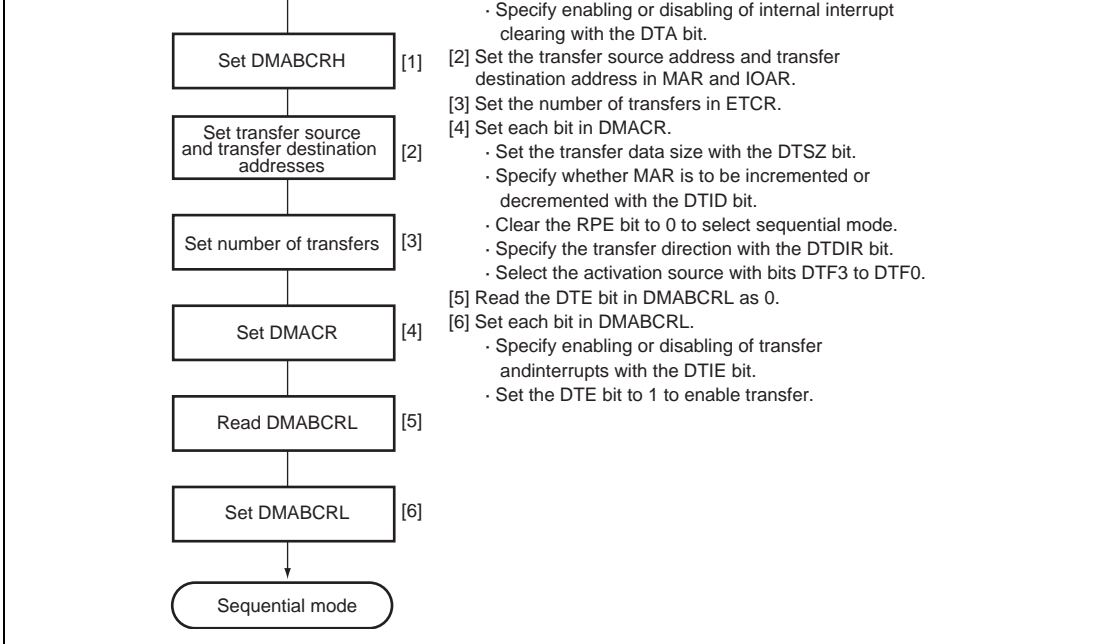 Set DMABCRH
[1]
Set transfer source
and transfer destination
addresses
[2]
Set number of transfers
[3]
Set DMACR
[4]
Read DMABCRL
[5]
Set DMABCRL
[6]
Sequential mode
· Specify enabling or disabling of internal interrupt
clearing with the DTA bit.
[2] Set the transfer source address and transfer
destination address in MAR and IOAR.
[3] Set the number of transfers in ETCR.
[4] Set each bit in DMACR.
· Set the transfer data size with the DTSZ bit.
· Specify whether MAR is to be incremented or
decremented with the DTID bit.
· Clear the RPE bit to 0 to select sequential mode.
· Specify the transfer direction with the DTDIR bit.
· Select the activation source with bits DTF3 to DTF0.
[5] Read the DTE bit in DMABCRL as 0.
[6] Set each bit in DMABCRL.
· Specify enabling or disabling of transfer
andinterrupts with the DTIE bit.
· Set the DTE bit to 1 to enable transfer.